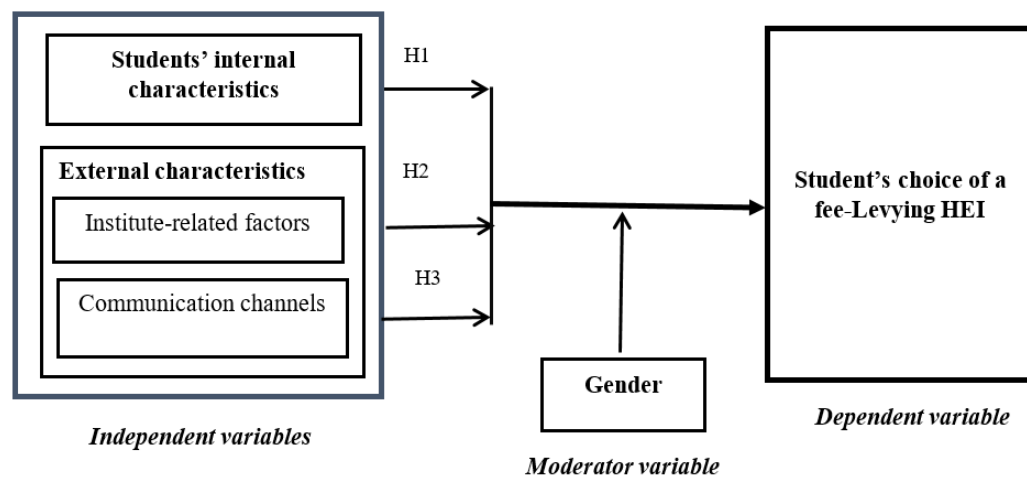 Students' internal
characteristics
H1
External characteristics
H2
Institute-related factors
H3
Communication channels
Student's choice of a
fee-Levying HEI
Gender
Independent variables
Dependent variable
Moderator variable